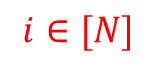 i ∈ [N]